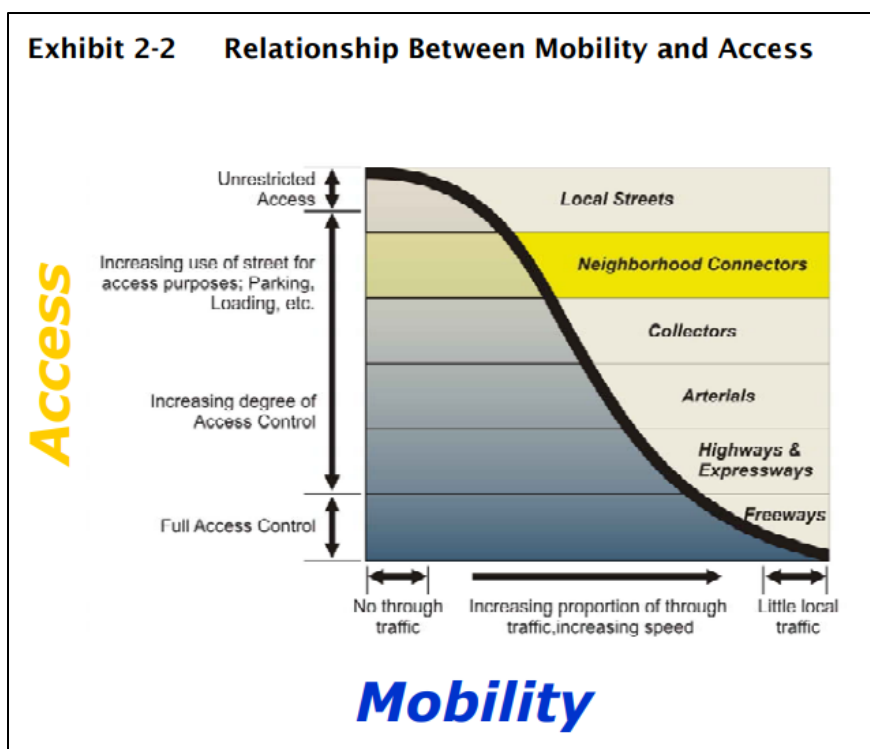 Exhibit 2-2 Relationship Between Mobility and Access
Unrestricted
Access
Local Streets
Increasing use of street for
access purposes; Parking,
Loading, etc.
Neighborhood Connectors
Collectors
Increasing degree of
Access Control
Arterials
Highways &
Expressways
Full Access Control
Freeways
Access
No through
traffic
Increasing proportion of through
traffic,increasing speed
Little local
traffic
Mobility